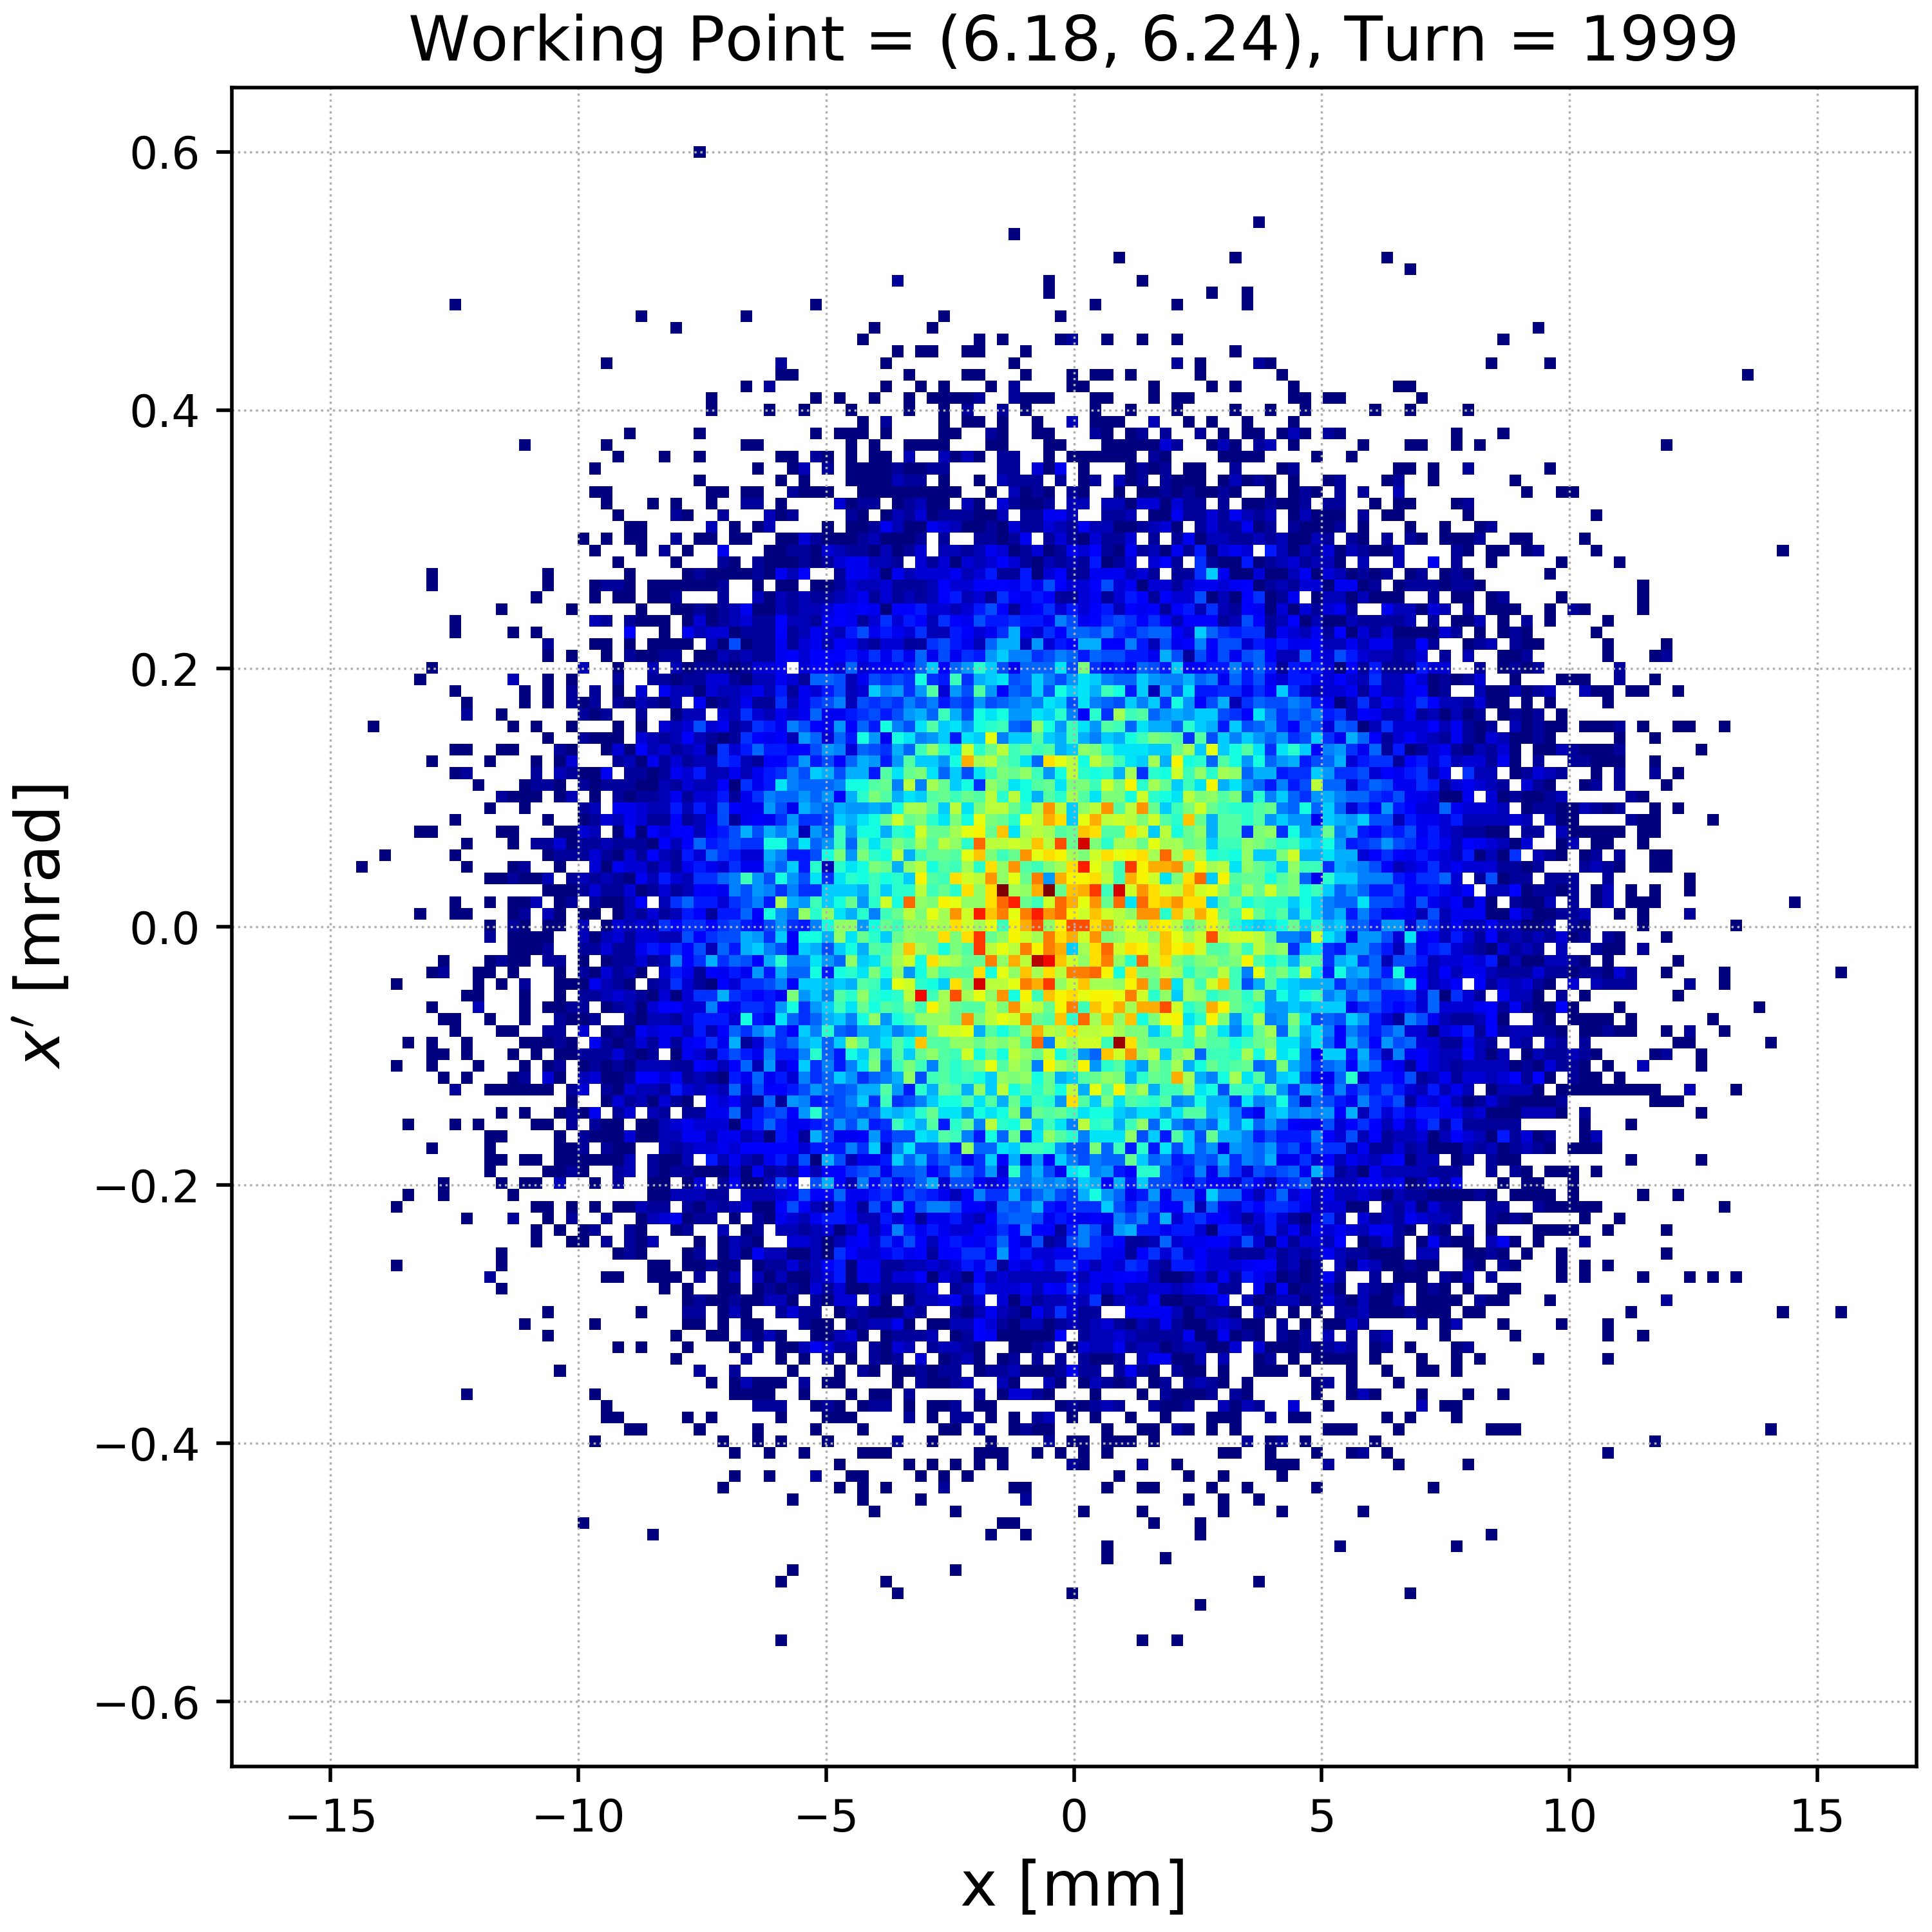 Working Point = (6.18, 6.24), Turn = 1999
0.6
0.4
0.2
0.0
−0.2
−0.4
−0.6
x′ [mrad]
−15 −10 −5 0 5 10 15
x [mm]